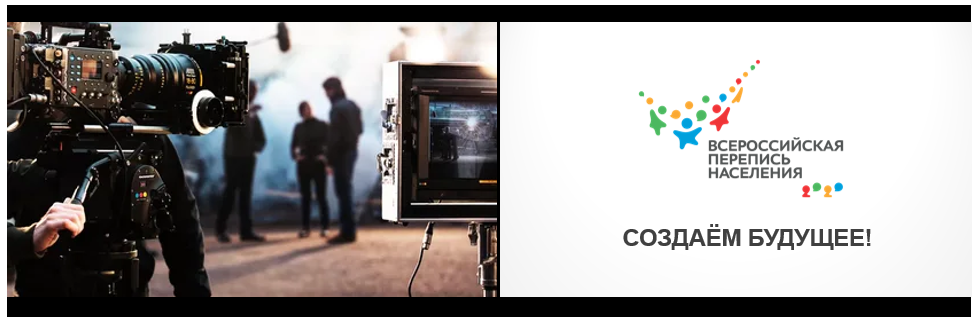 ВСЕРОССИЙСКАЯ
ПЕРЕПИСЬ
НАСЕЛЕНИЯ
2020
СОЗДАЁМ БУДУЩЕЕ!